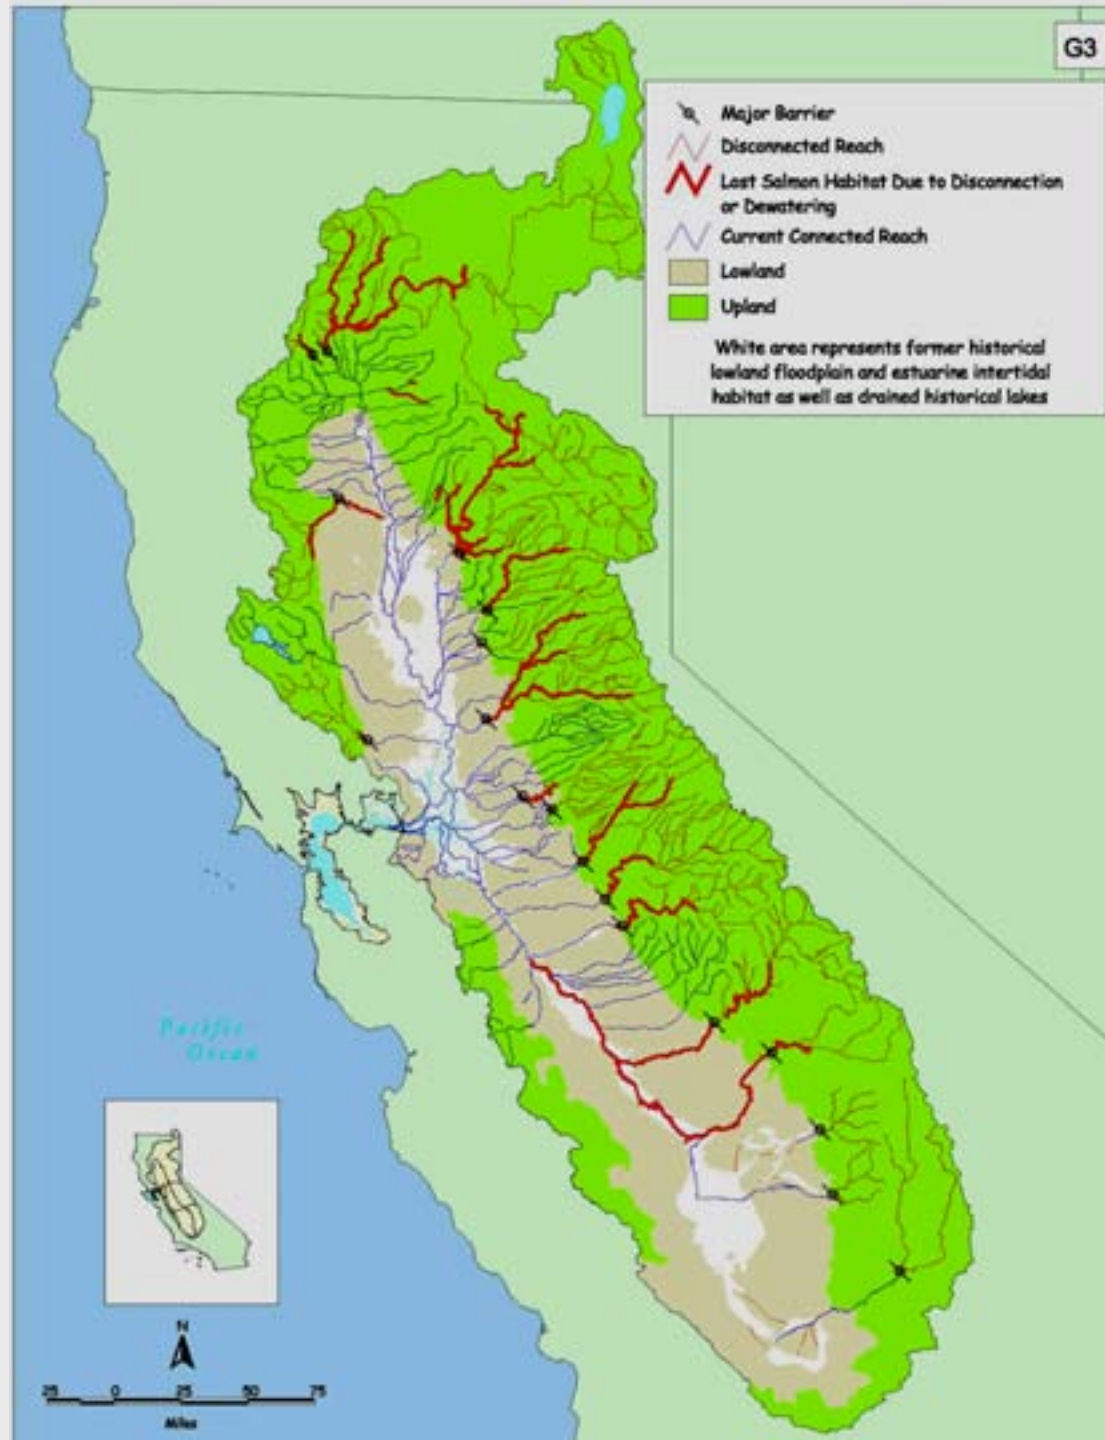 G3
Major Barrier
Disconnected Reach
Lost Salmon Habitat Due to Disconnection
or Dewatering
Current Connected Reach
Lowland
Upland
White area represents former historical
lowland floodplain and estuarine intertidal
habitat as well as drained historical lakes
Pacific
Ocean
N
25 0 25 50 75
Miles